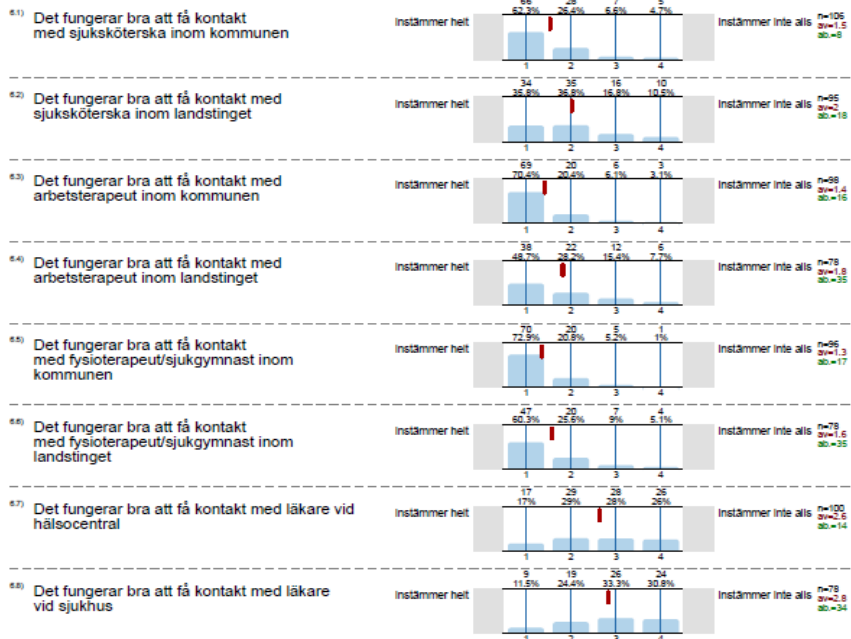 66 28 7 5
62.3% 26.4% 6.6% 4.7%
6.1) Det fungerar bra att få kontakt
med sjuksköterska inom kommunen
Instämmer helt
Instämmer inte alls
n=106
av=1.5
ab.=8
1 2 3 4
34 35 16 10
35.8% 36.8% 16.8% 10.5%
6.2) Det fungerar bra att få kontakt med
sjuksköterska inom landstinget
Instämmer helt
Instämmer inte alls
n=95
av=2
ab.=18
1 2 3 4
69 20 6 3
70.4% 20.4% 6.1% 3.1%
6.3) Det fungerar bra att få kontakt med
arbetsterapeut inom kommunen
Instämmer helt
Instämmer inte alls
n=98
av=1.4
ab.=16
1 2 3 4
38 22 12 6
48.7% 28.2% 15.4% 7.7%
6.4) Det fungerar bra att få kontakt med
arbetsterapeut inom landstinget
Instämmer helt
Instämmer inte alls
n=78
av=1.8
ab.=35
1 2 3 4
70 20 5 1
72.9% 20.8% 5.2% 1%
6.5) Det fungerar bra att få kontakt
med fysioterapeut/sjukgymnast inom
kommunen
Instämmer helt
Instämmer inte alls
n=96
av=1.3
ab.=17
1 2 3 4
47 20 7 4
60.3% 25.6% 9% 5.1%
6.6) Det fungerar bra att få kontakt
med fysioterapeut/sjukgymnast inom
landstinget
Instämmer helt
Instämmer inte alls
n=78
av=1.6
ab.=35
1 2 3 4
17 29 28 26
17% 29% 28% 26%
6.7) Det fungerar bra att få kontakt med läkare vid
hälsocentral
Instämmer helt
Instämmer inte alls
n=100
av=2.6
ab.=14
1 2 3 4
9 19 26 24
11.5% 24.4% 33.3% 30.8%
6.8) Det fungerar bra att få kontakt med läkare
vid sjukhus
Instämmer helt
Instämmer inte alls
n=78
av=2.8
ab.=34
1 2 3 4